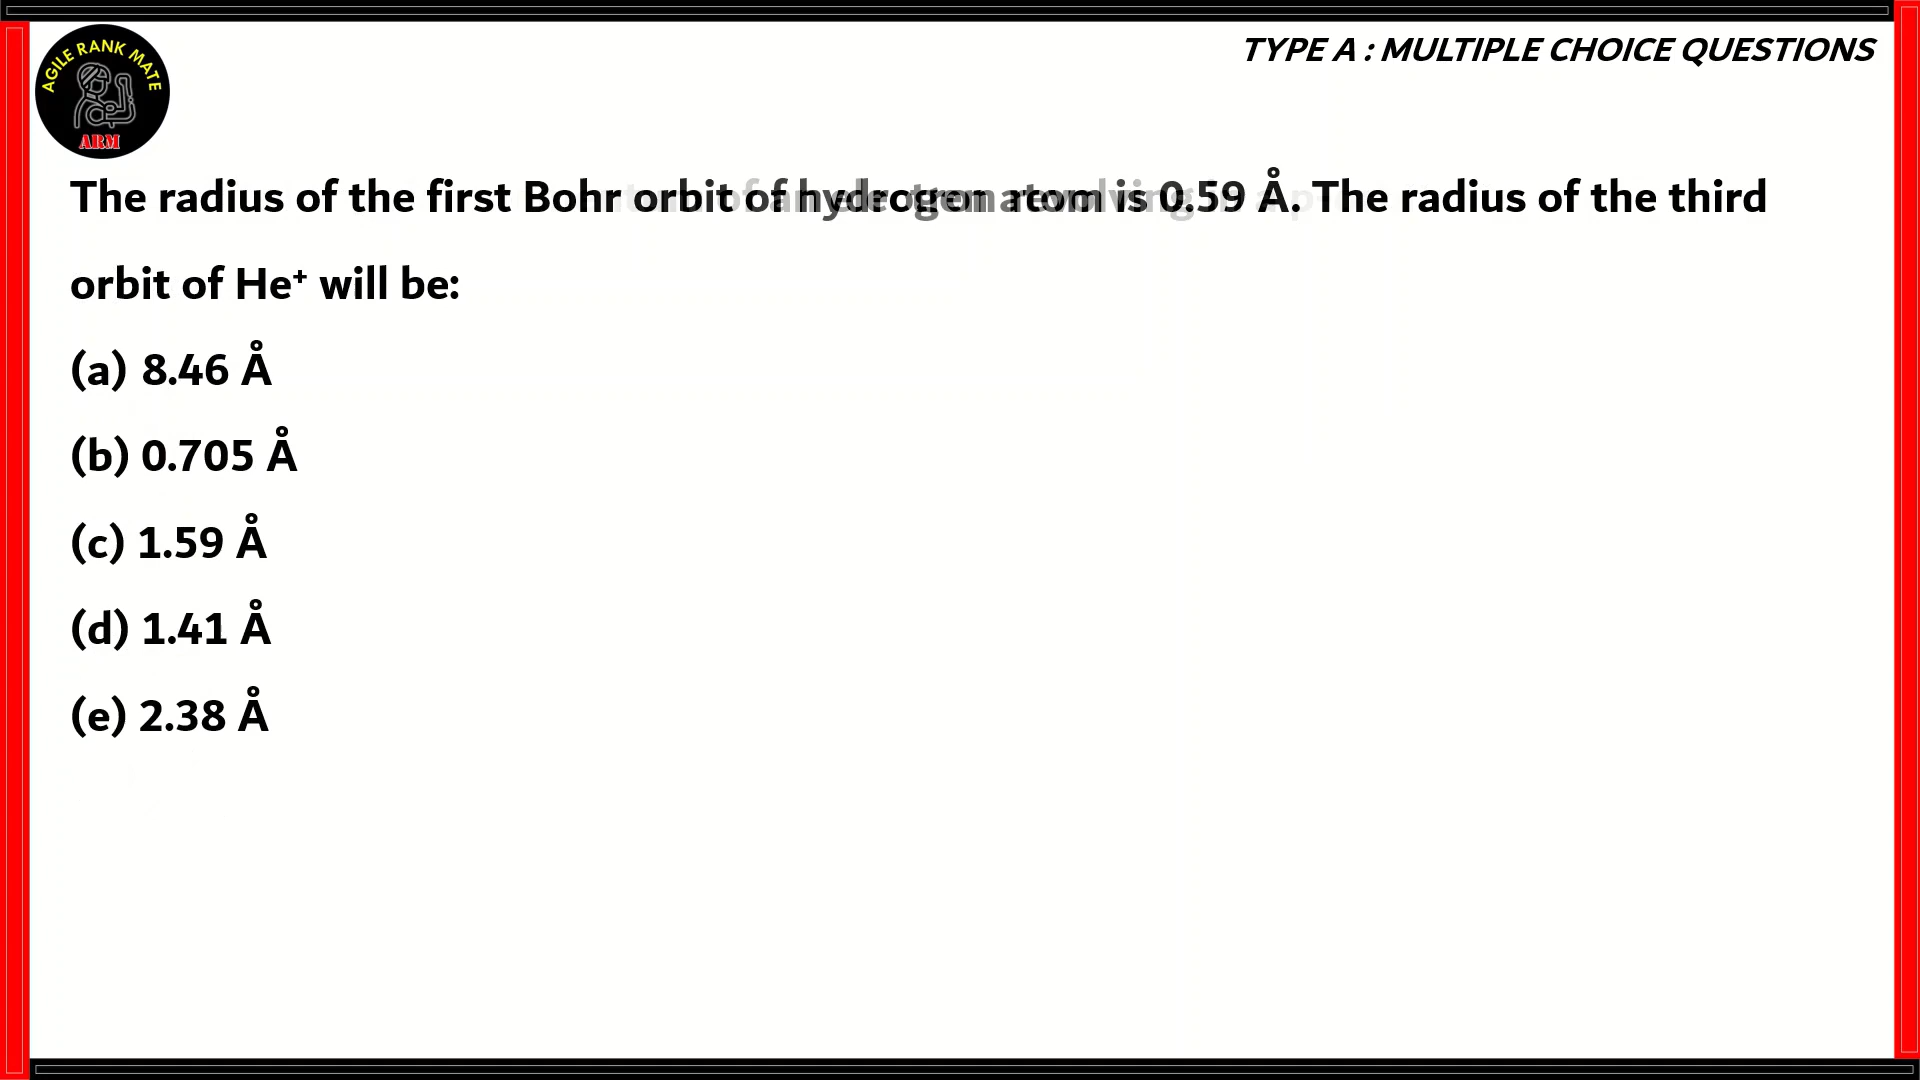 AGILE RANK MATE
ARM
TYPE A : MULTIPLE CHOICE QUESTIONS
The radius of the first Bohr orbit of hydrogen atom is 0.59 Å. The radius of the third
orbit of He⁺ will be:
(a) 8.46 Å
(b) 0.705 Å
(c) 1.59 Å
(d) 1.41 Å
(e) 2.38 Å